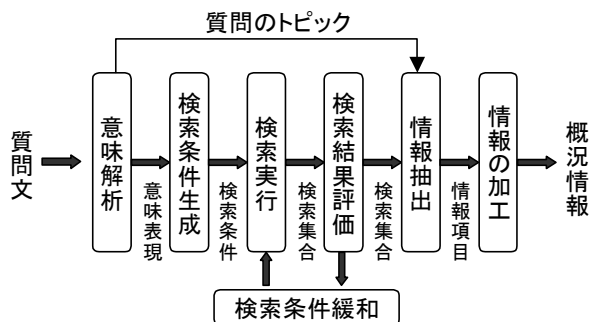 質問のトピック
質問文
意味解析
意味表現
検索条件生成
検索条件
検索実行
検索集合
検索結果評価
検索集合
情報抽出
情報項目
情報の加工
概況情報
検索条件緩和